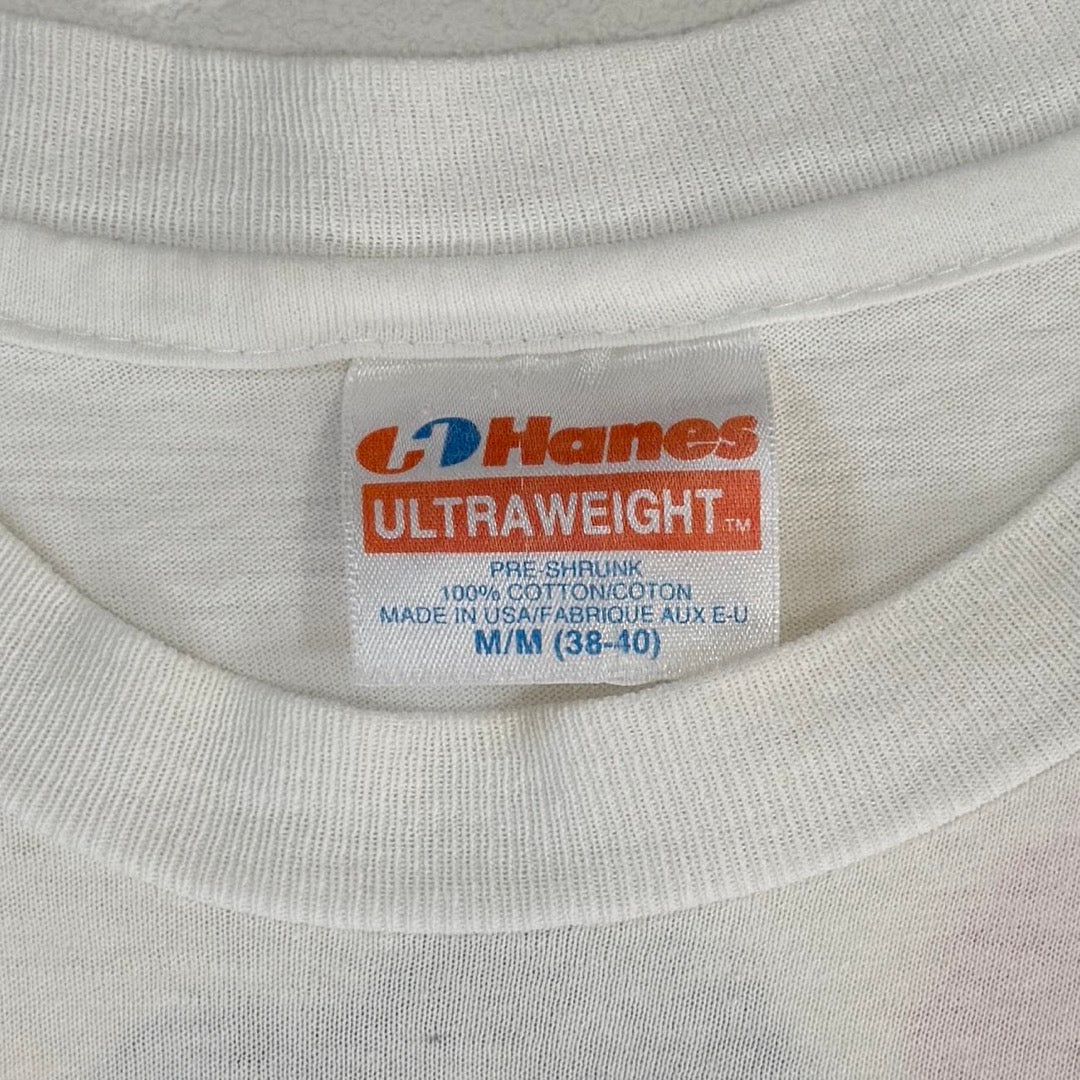 Hanes
ULTRAWEIGHT™
PRE-SHRUNK
100% COTTON/COTON
MADE IN USA/FABRIQUE AUX E-U
M/M (38-40)